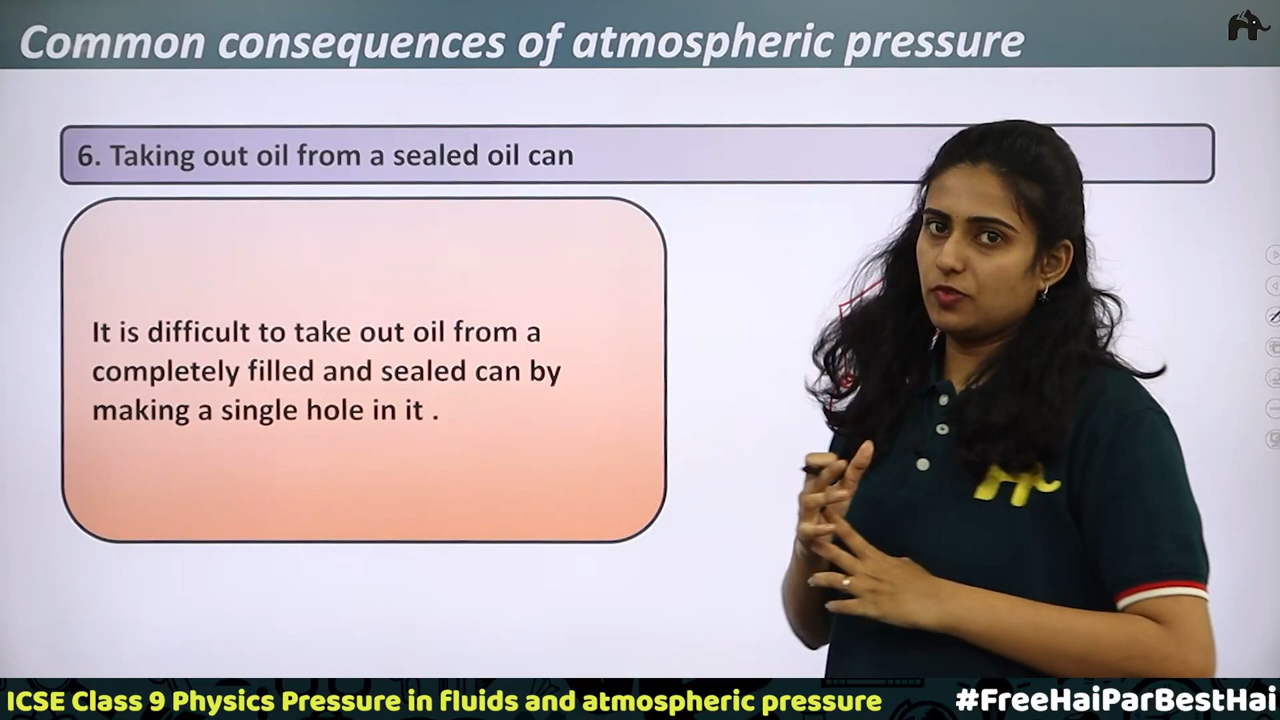 Common consequences of atmospheric pressure
6. Taking out oil from a sealed oil can
It is difficult to take out oil from a
completely filled and sealed can by
making a single hole in it .
ICSE Class 9 Physics Pressure in fluids and atmospheric pressure
#FreeHaiParBestHai